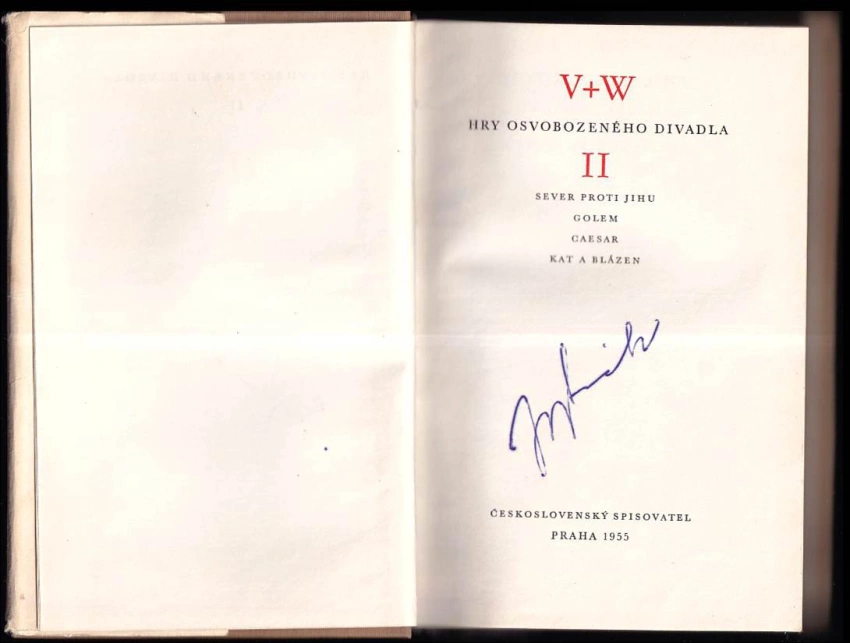 V+W
HRY OSVOBOZENÉHO DIVADLA
II
SEVER PROTI JIHU
GOLEM
CAESAR
KAT A BLÁZEN
ČESKOSLOVENSKÝ SPISOVATEL
PRAHA 1955